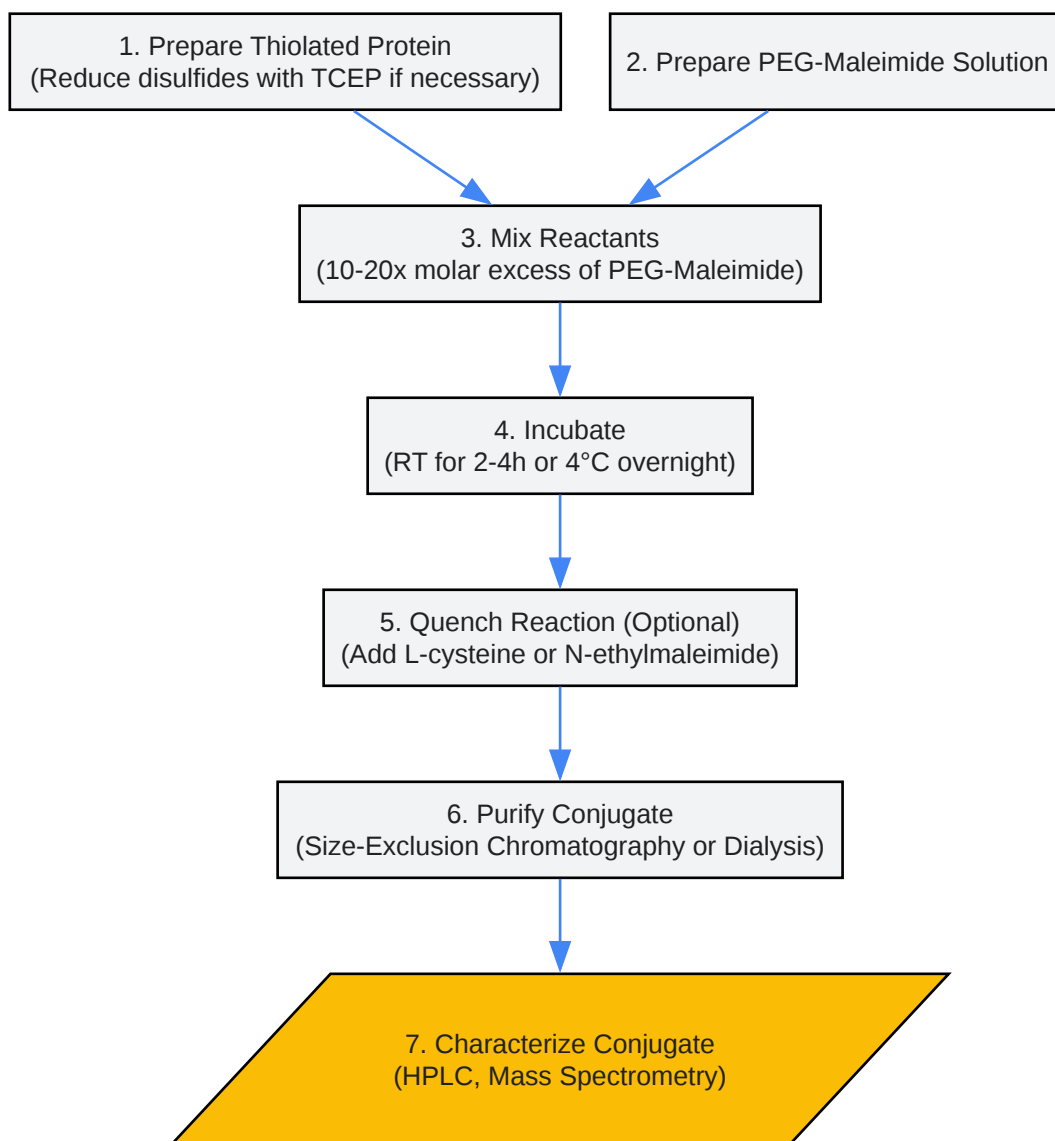 1. Prepare Thiolated Protein
(Reduce disulfides with TCEP if necessary)
2. Prepare PEG-Maleimide Solution
3. Mix Reactants
(10-20x molar excess of PEG-Maleimide)
4. Incubate
(RT for 2-4h or 4°C overnight)
5. Quench Reaction (Optional)
(Add L-cysteine or N-ethylmaleimide)
6. Purify Conjugate
(Size-Exclusion Chromatography or Dialysis)
7. Characterize Conjugate
(HPLC, Mass Spectrometry)